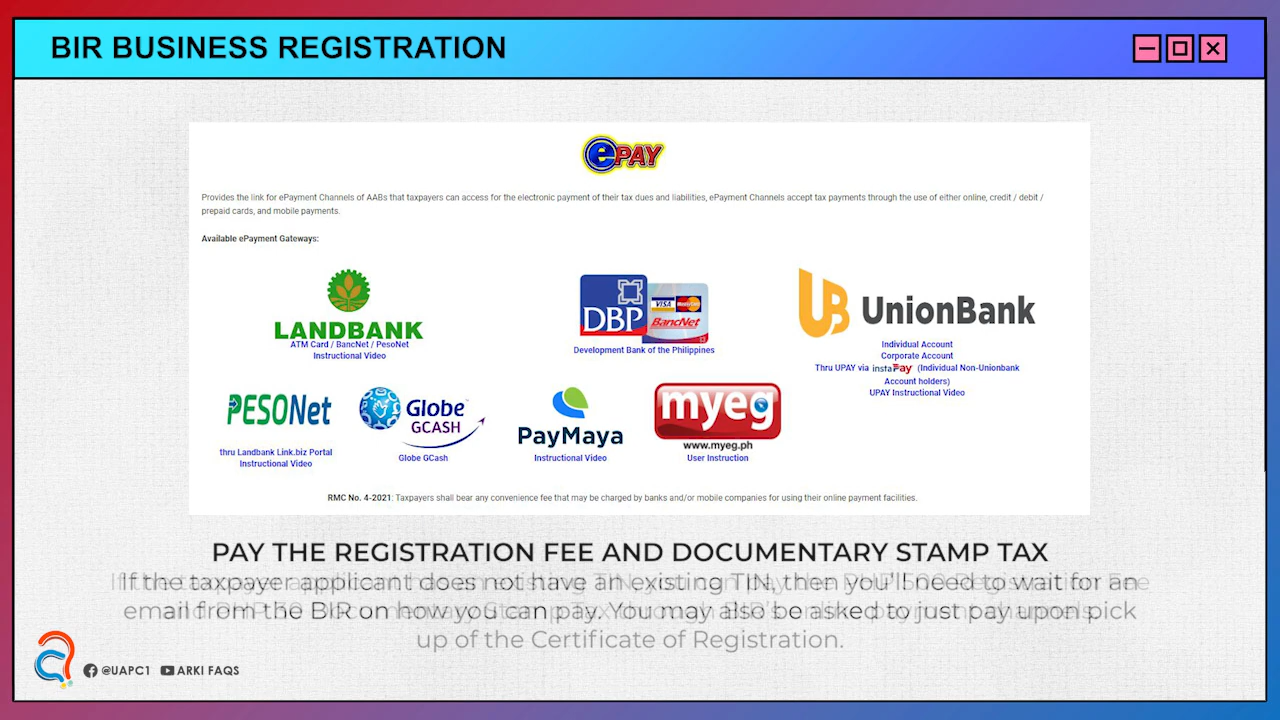 BIR BUSINESS REGISTRATION
ePAY
Provides the link for ePayment Channels of AABs that taxpayers can access for the electronic payment of their tax dues and liabilities, ePayment Channels accept tax payments through the use of either online, credit / debit /
prepaid cards, and mobile payments.
Available ePayment Gateways:
LANDBANK
ATM Card / BancNet / PesoNet
Instructional Video
DBP
VISA
MasterCard
BancNet
Development Bank of the Philippines
UB UnionBank
Individual Account
Corporate Account
Thru UPAY via instaPay (Individual Non-Unionbank
Account holders)
UPAY Instructional Video
PESONet
thru Landbank Link.biz Portal
Instructional Video
Globe
GCASH
Globe GCash
PayMaya
Instructional Video
myeg
www.myeg.ph
User Instruction
RMC No. 4-2021: Taxpayers shall bear any convenience fee that may be charged by banks and/or mobile companies for using their online payment facilities.
PAY THE REGISTRATION FEE AND DOCUMENTARY STAMP TAX
If the taxpayer applicant does not have an existing TIN, then you'll need to wait for an
email from the BIR on how you can pay. You may also be asked to just pay upon pick
up of the Certificate of Registration.
@UAPC1 ARKI FAQS